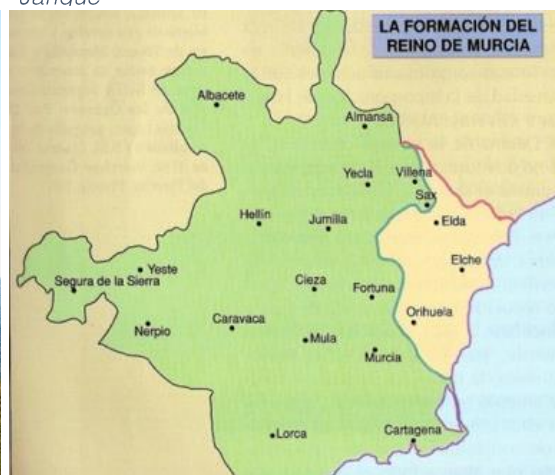 Janque
LA FORMACIÓN DEL
REINO DE MURCIA
Albacete
Almansa
Yecla
Villena
Sax
Hellín
Jumilla
Elda
Yeste
Elche
Segura de la Sierra
Cieza
Fortuna
Orihuela
Nerpio
Caravaca
Mula
Murcia
Lorca
Cartagena